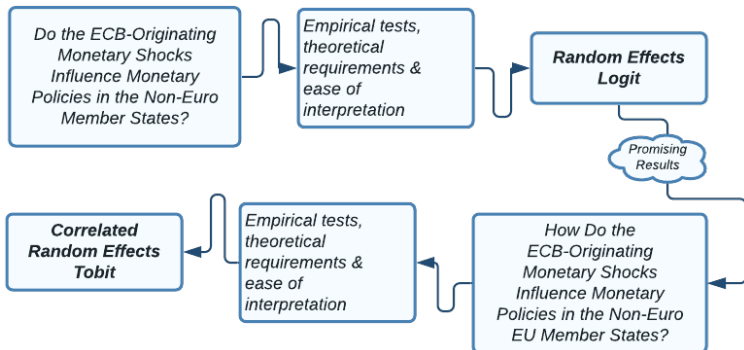 Do the ECB-Originating
Monetary Shocks
Influence Monetary
Policies in the Non-Euro
Member States?
Empirical tests,
theoretical
requirements &
ease of
interpretation
Random Effects
Logit
Promising
Results
How Do the
ECB-Originating
Monetary Shocks
Influence Monetary
Policies in the Non-Euro
EU Member States?
Empirical tests,
theoretical
requirements &
ease of
interpretation
Correlated
Random Effects
Tobit